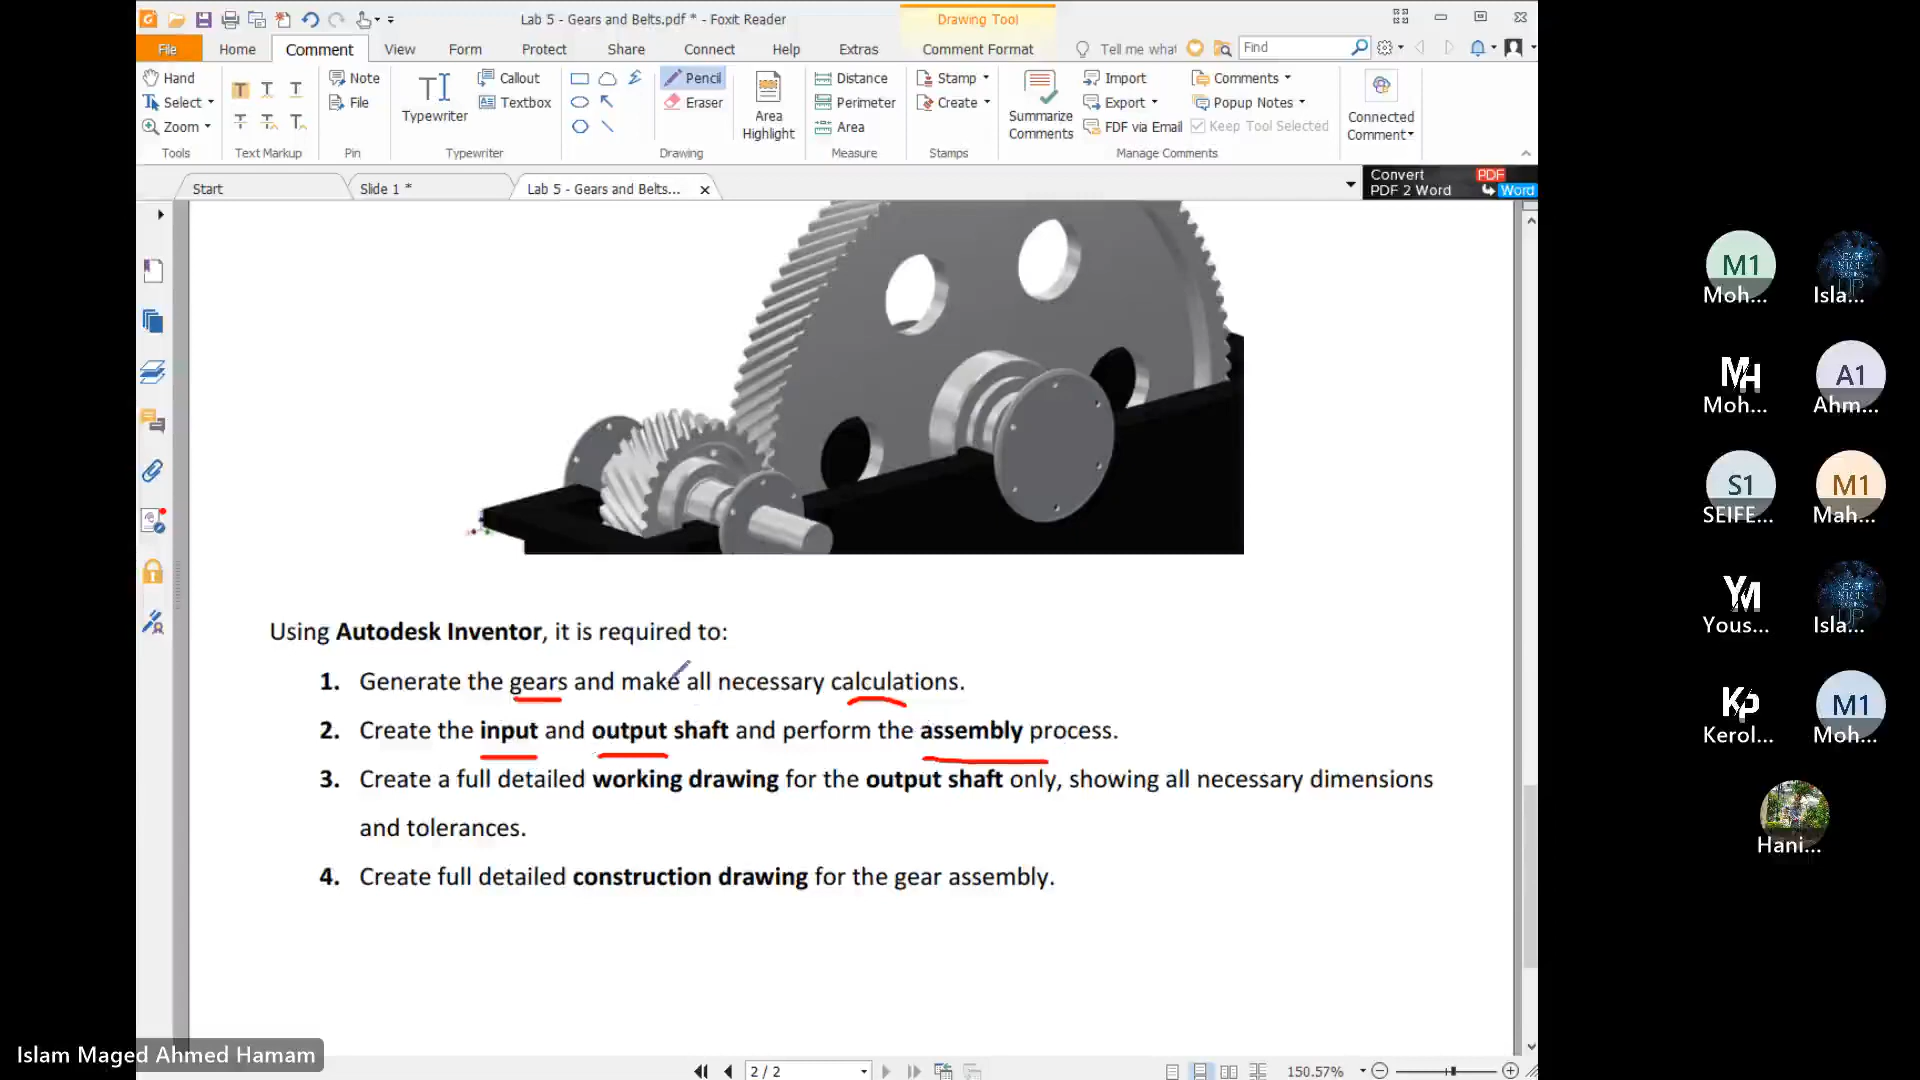 Lab 5 - Gears and Belts.pdf * - Foxit Reader
Drawing Tool
File Home Comment View Form Protect Share Connect Help Extras Comment Format Tell me what Find
Hand
Select
Zoom
Tools
Text Markup
Note
File
Pin
Typewriter
Callout
Textbox
Typewriter
Pencil
Eraser
Area
Highlight
Drawing
Distance
Perimeter
Area
Measure
Stamp
Create
Stamps
Summarize
Comments
Import
Export
FDF via Email
Comments
Popup Notes
Keep Tool Selected
Manage Comments
Connected
Comment
Start
Slide 1 *
Lab 5 - Gears and Belts...
Convert
PDF 2 Word
PDF
Word
Using Autodesk Inventor, it is required to:
1. Generate the gears and make all necessary calculations.
2. Create the input and output shaft and perform the assembly process.
3. Create a full detailed working drawing for the output shaft only, showing all necessary dimensions
and tolerances.
4. Create full detailed construction drawing for the gear assembly.
2 / 2
150.57%
Islam Maged Ahmed Hamam
M1
Moh...
Isla...
MH
Moh...
A1
Ahm...
S1
SEIFE...
M1
Mah...
YM
Yous...
Isla...
Kerol...
M1
Moh...
Hani...